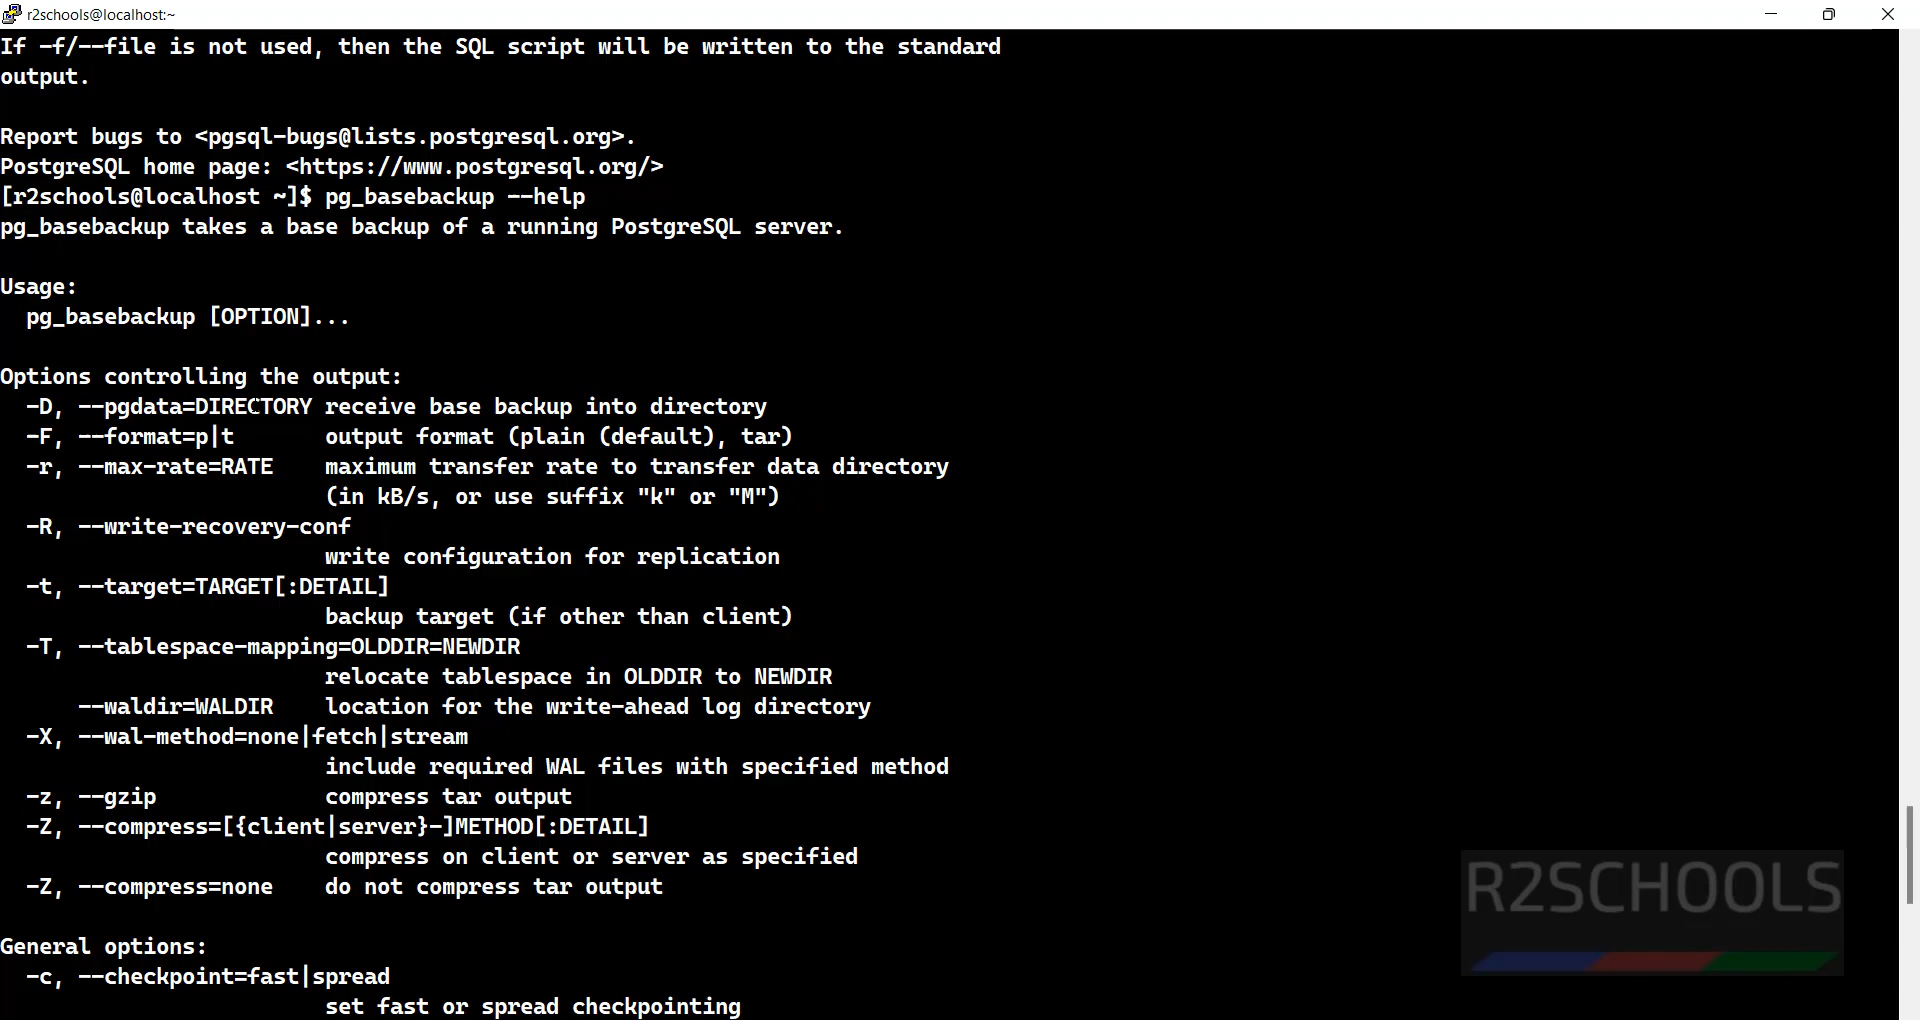 r2schools@localhost:~
If -f/--file is not used, then the SQL script will be written to the standard
output.
Report bugs to <pgsql-bugs@lists.postgresql.org>.
PostgreSQL home page: <https://www.postgresql.org/>
[r2schools@localhost ~]$ pg_basebackup --help
pg_basebackup takes a base backup of a running PostgreSQL server.
Usage:
  pg_basebackup [OPTION]...
Options controlling the output:
  -D, --pgdata=DIRECTORY receive base backup into directory
  -F, --format=p|t       output format (plain (default), tar)
  -r, --max-rate=RATE    maximum transfer rate to transfer data directory
                         (in kB/s, or use suffix "k" or "M")
  -R, --write-recovery-conf
                         write configuration for replication
  -t, --target=TARGET[:DETAIL]
                         backup target (if other than client)
  -T, --tablespace-mapping=OLDDIR=NEWDIR
                         relocate tablespace in OLDDIR to NEWDIR
      --waldir=WALDIR    location for the write-ahead log directory
  -X, --wal-method=none|fetch|stream
                         include required WAL files with specified method
  -z, --gzip             compress tar output
  -Z, --compress=[{client|server}-]METHOD[:DETAIL]
                         compress on client or server as specified
  -Z, --compress=none    do not compress tar output
General options:
  -c, --checkpoint=fast|spread
                         set fast or spread checkpointing
R2SCHOOLS